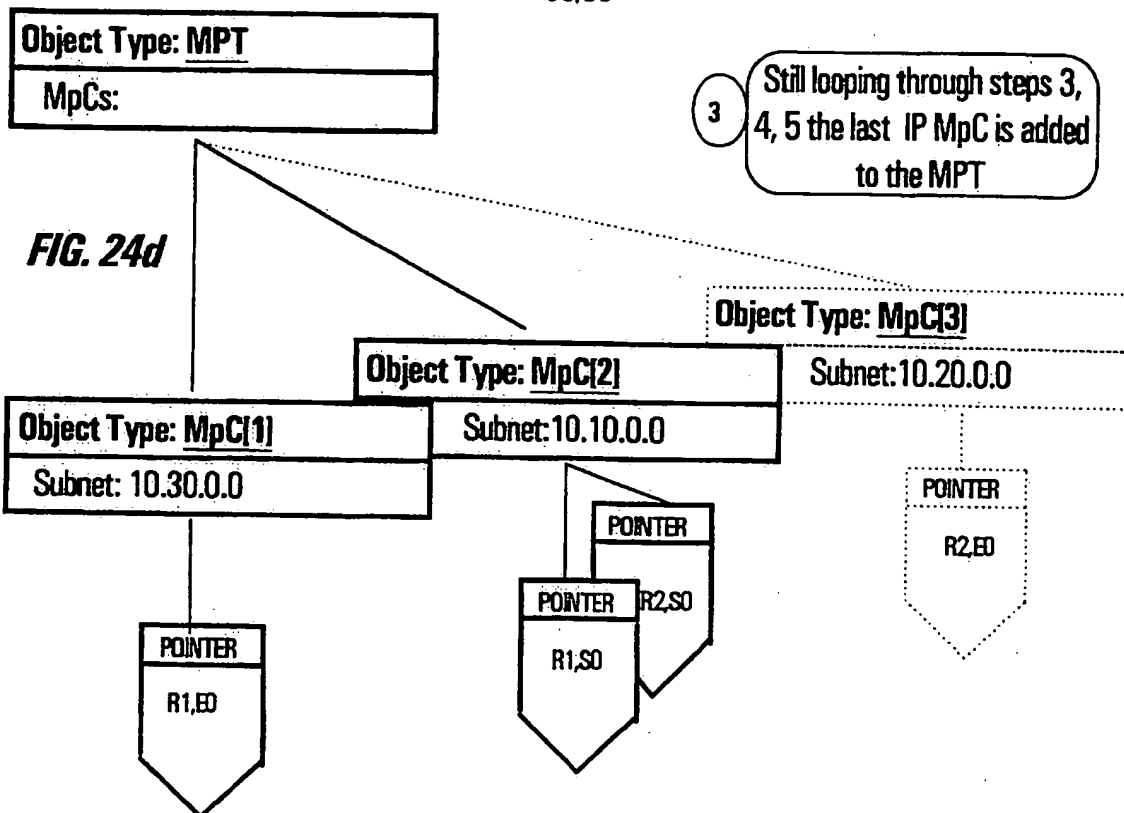 Object Type: MPT
MpCs:
3
Still looping through steps 3,
4, 5 the last IP MpC is added
to the MPT
FIG. 24d
Object Type: MpC[3]
Subnet:10.20.0.0
Object Type: MpC[2]
Subnet:10.10.0.0
Object Type: MpC[1]
Subnet: 10.30.0.0
POINTER
R2,E0
POINTER
R2,S0
POINTER
R1,S0
POINTER
R1,E0